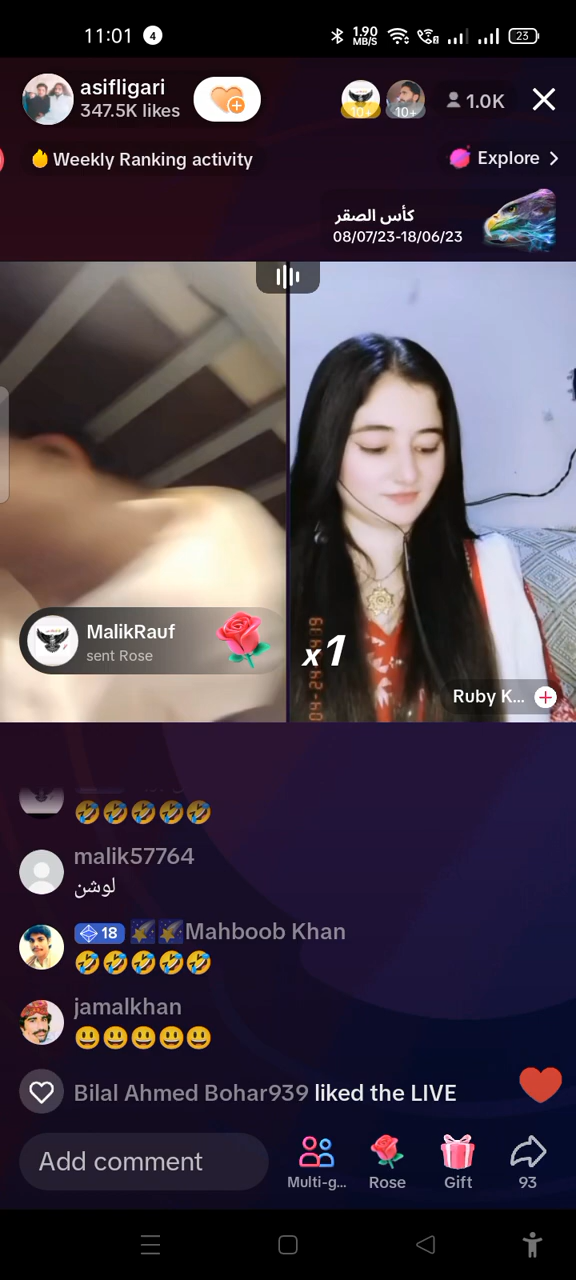 11:01 4 1.90 MB/S 23
asifligari
347.5K likes
10+ 10+ 1.0K
Weekly Ranking activity
Explore
كأس الصقر
08/07/23-18/06/23
MalikRauf
sent Rose
x1
Ruby K...
malik57764
لوشن
18 Mahboob Khan
jamalkhan
Bilal Ahmed Bohar939 liked the LIVE
Add comment
Multi-g... Rose Gift 93